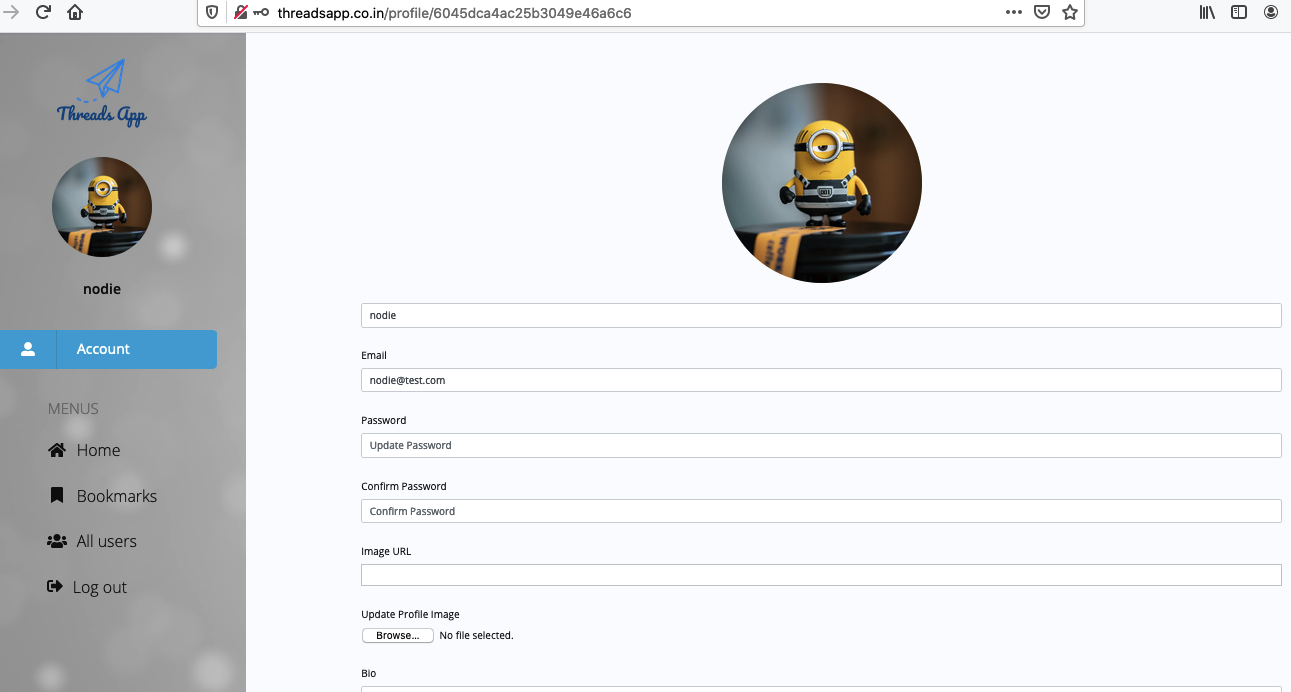 threadsapp.co.in/profile/6045dca4ac25b3049e46a6c6
Threads App
nodie
Account
MENUS
Home
Bookmarks
All users
Log out
nodie
Email
nodie@test.com
Password
Update Password
Confirm Password
Confirm Password
Image URL
Update Profile Image
Browse... No file selected.
Bio